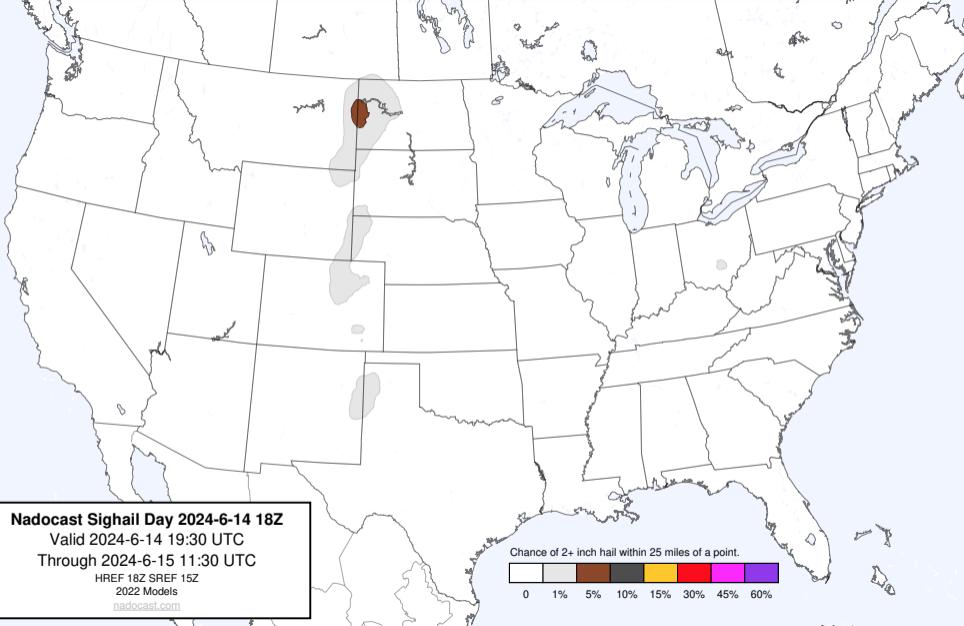 Nadocast Sighail Day 2024-6-14 18Z
Valid 2024-6-14 19:30 UTC
Through 2024-6-15 11:30 UTC
HREF 18Z SREF 15Z
2022 Models
nadocast.com
Chance of 2+ inch hail within 25 miles of a point.
0 1% 5% 10% 15% 30% 45% 60%